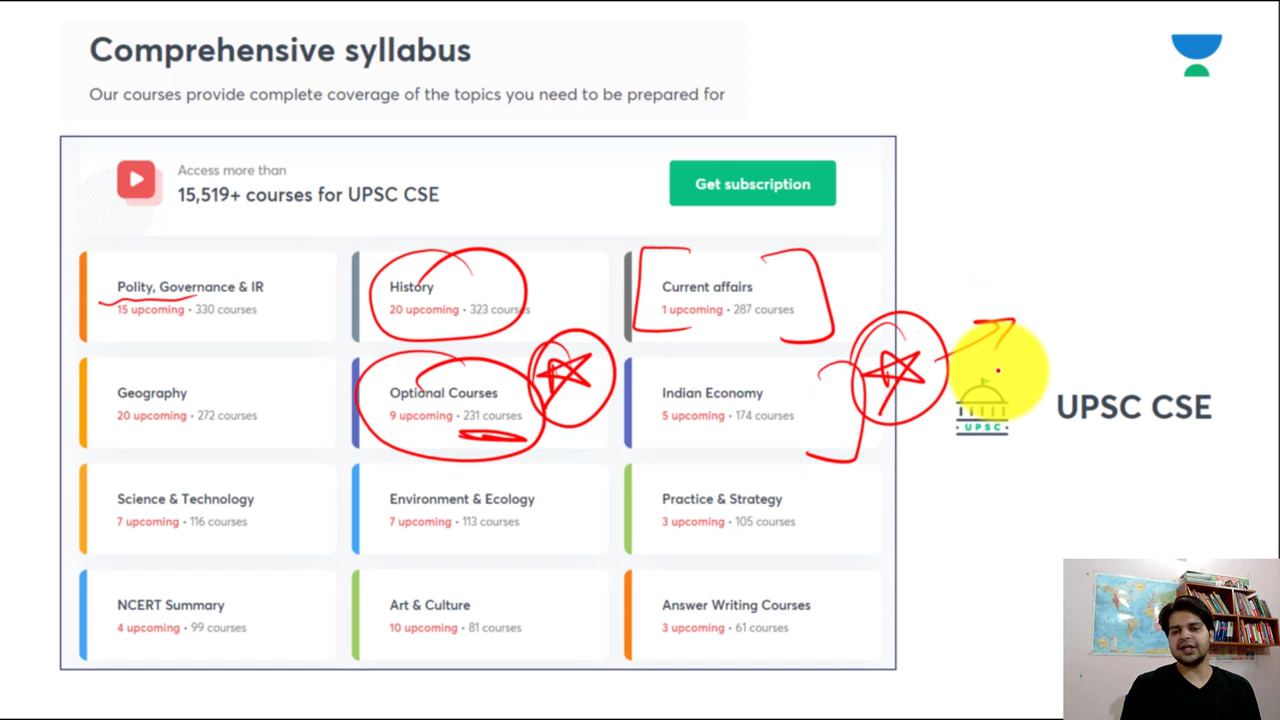 Comprehensive syllabus
Our courses provide complete coverage of the topics you need to be prepared for
Access more than
15,519+ courses for UPSC CSE
Get subscription
Polity, Governance & IR
15 upcoming • 330 courses
History
20 upcoming • 323 courses
Current affairs
1 upcoming • 287 courses
Geography
20 upcoming • 272 courses
Optional Courses
9 upcoming • 231 courses
Indian Economy
5 upcoming • 174 courses
Science & Technology
7 upcoming • 116 courses
Environment & Ecology
7 upcoming • 113 courses
Practice & Strategy
3 upcoming • 105 courses
NCERT Summary
4 upcoming • 99 courses
Art & Culture
10 upcoming • 81 courses
Answer Writing Courses
3 upcoming • 61 courses
UPSC
UPSC CSE